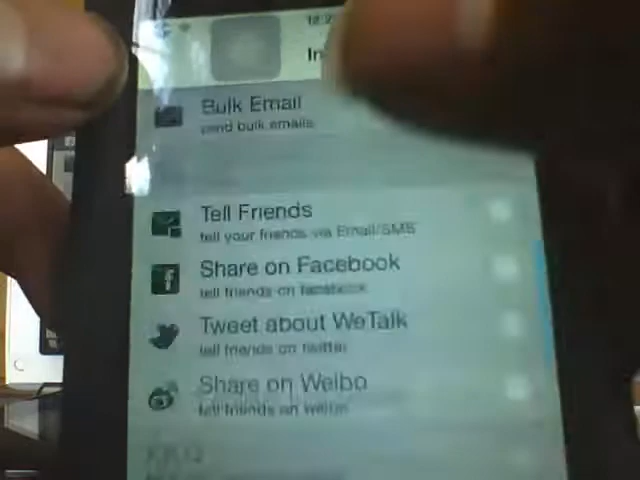 Bulk Email
send bulk emails
Tell Friends
tell your friends via Email/SMS
Share on Facebook
tell friends on facebook
Tweet about WeTalk
tell friends on twitter
Share on Weibo
tell friends on weibo